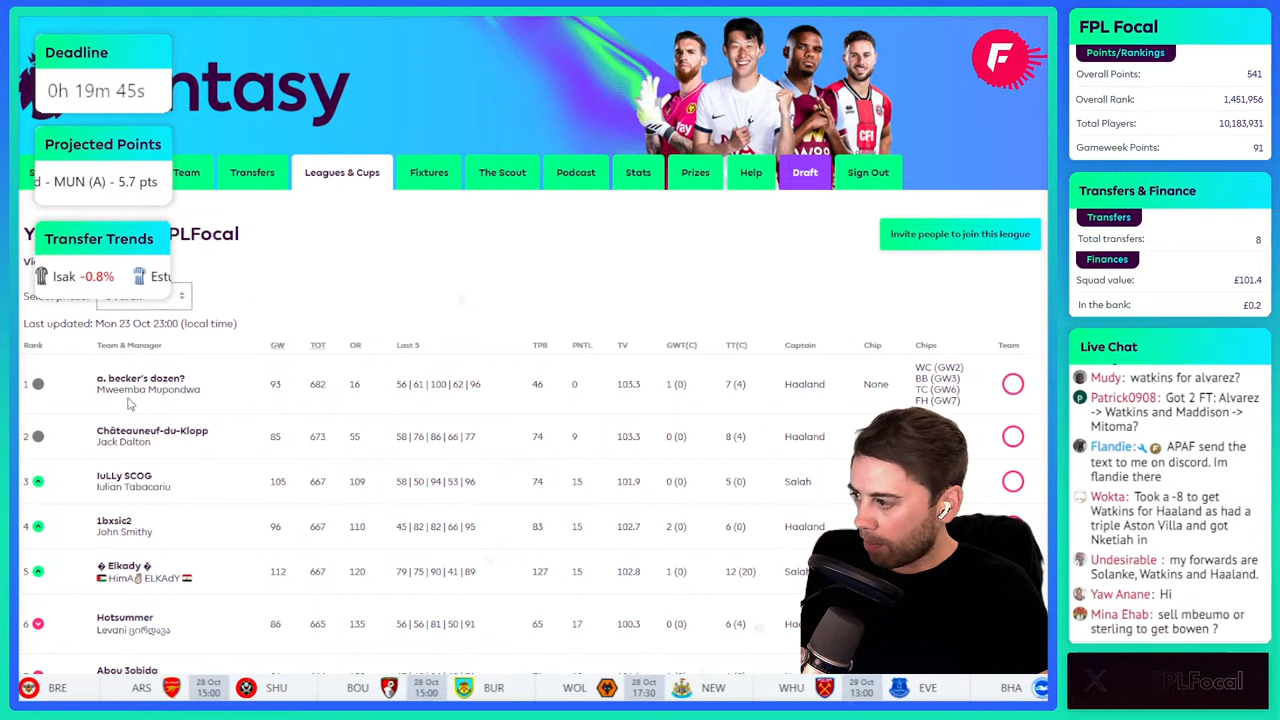 Deadline
0h 19m 45s
ntasy
Projected Points
d - MUN (A) - 5.7 pts
Transfer Trends
Isak -0.8% Estu
S Team Transfers Leagues & Cups Fixtures The Scout Podcast Stats Prizes Help Draft Sign Out
PLFocal
Invite people to join this league
Last updated: Mon 23 Oct 23:00 (local time)
Rank Team & Manager GW TOT OR Last 5 TPB PNTL TV GWT(C) TT(C) Captain Chip Chips Team
1 a. becker's dozen? 93 682 16 56 | 61 | 100 | 62 | 96 46 0 103.3 1 (0) 7 (4) Haaland None WC (GW2)
Mweemba Mupondwa BB (GW3)
TC (GW6)
FH (GW7)
2 Châteauneuf-du-Klopp 85 673 55 58 | 76 | 86 | 66 | 77 74 9 103.3 0 (0) 8 (4) Haaland
Jack Dalton
3 IuLLy SCOG 105 667 109 58 | 50 | 94 | 53 | 96 74 15 101.9 1 (0) 5 (0) Salah
Iulian Tabacariu
4 1bxsic2 96 667 110 45 | 82 | 82 | 66 | 95 83 15 102.7 2 (0) 6 (0) Haaland
John Smithy
5 � Elkady � 112 667 120 79 | 75 | 90 | 41 | 89 127 15 102.8 1 (0) 12 (20) Salah
🇵🇸 HimA👌🏻 ELKAdY 🇪🇬
6 Hotsummer 86 665 135 56 | 56 | 81 | 50 | 91 65 17 100.3 0 (0) 6 (4) Haa
Levani ცირდავა
Abou 3obida
BRE ARS 28 Oct 15:00 SHU BOU 28 Oct 15:00 BUR WOL 28 Oct 17:30 NEW WHU 29 Oct 13:00 EVE BHA
FPL Focal
Points/Rankings
Overall Points: 541
Overall Rank: 1,451,956
Total Players: 10,183,931
Gameweek Points: 91
Transfers & Finance
Transfers
Total transfers: 8
Finances
Squad value: £101.4
In the bank: £0.2
Live Chat
Mudy: watkins for alvarez?
Patrick0908: Got 2 FT: Alvarez
-> Watkins and Maddison ->
Mitoma?
Flandie: APAF send the
text to me on discord. Im
flandie there
Wokta: Took a -8 to get
Watkins for Haaland as had a
triple Aston Villa and got
Nketiah in
Undesirable : my forwards are
Solanke, Watkins and Haaland.
Yaw Anane: Hi
Mina Ehab: sell mbeumo or
sterling to get bowen ?
X FPLFocal